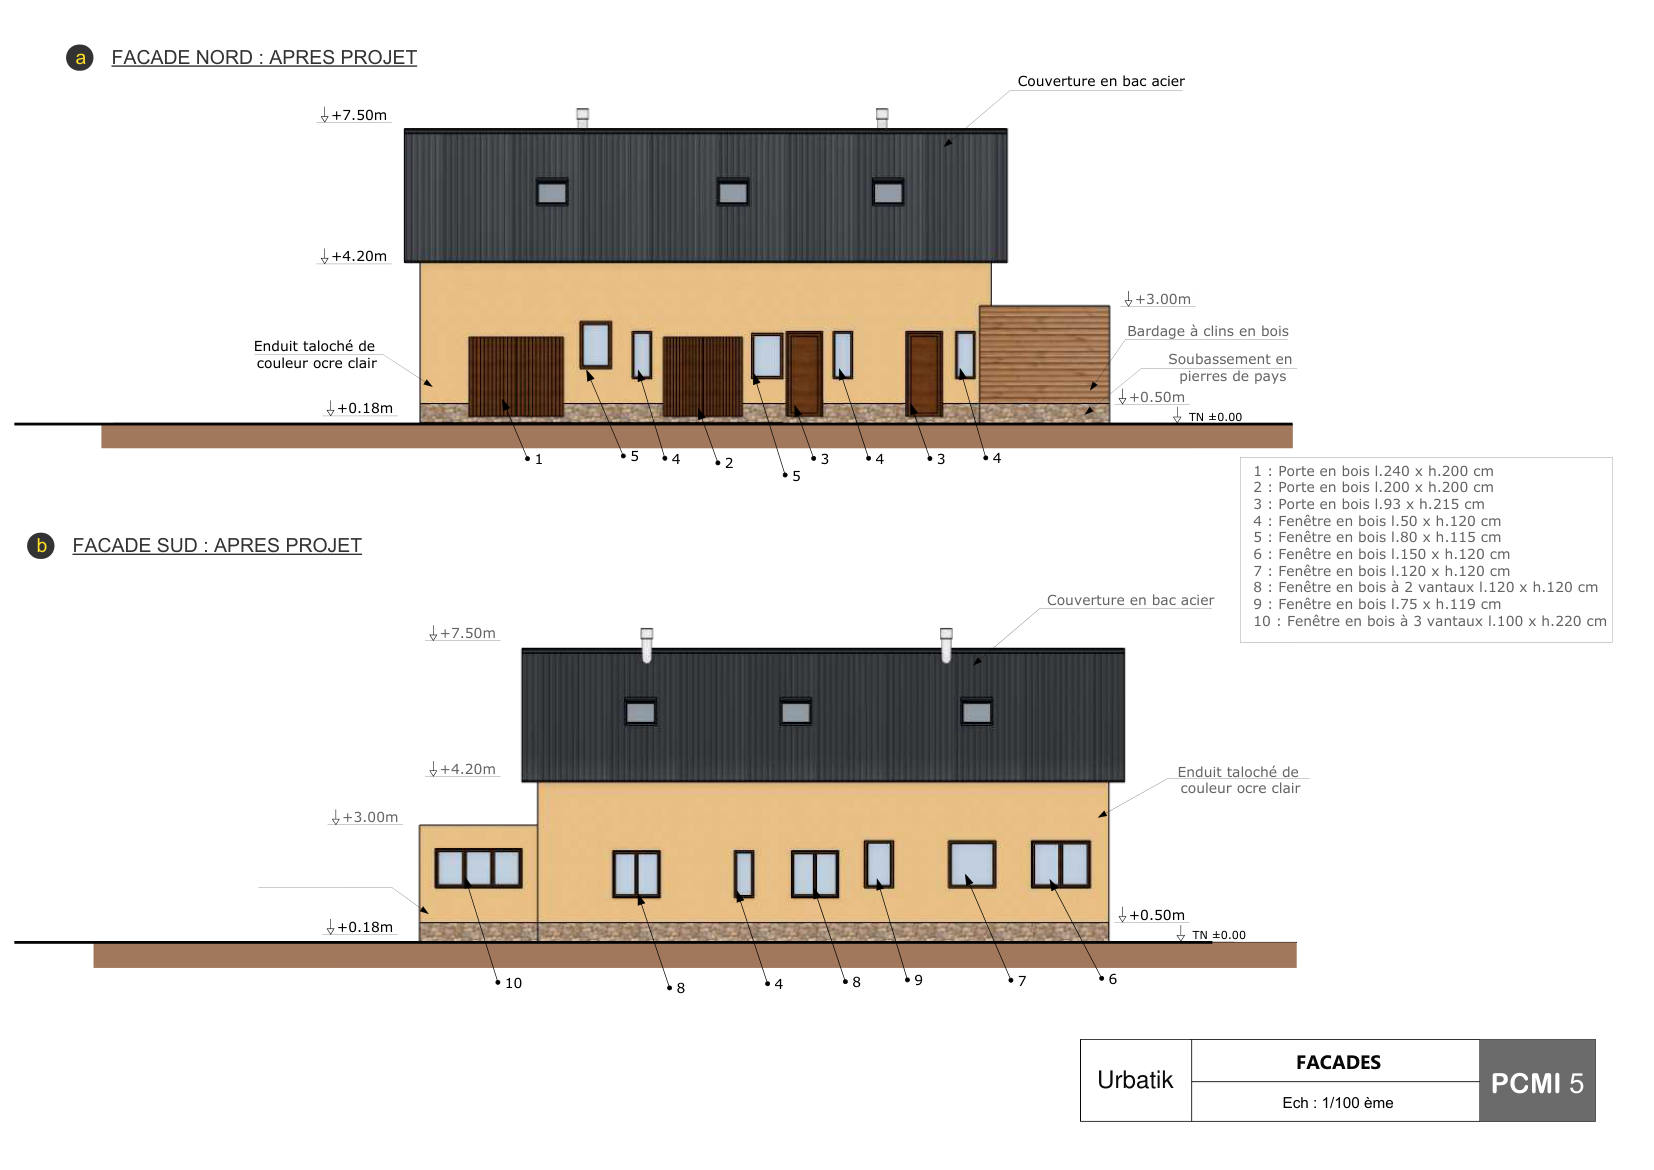 a FACADE NORD : APRES PROJET
Couverture en bac acier
+7.50m
+4.20m
+3.00m
Bardage à clins en bois
Enduit taloché de
couleur ocre clair
Soubassement en
pierres de pays
+0.50m
+0.18m
TN ±0.00
1
5
4
2
5
3
4
3
4
1 : Porte en bois l.240 x h.200 cm
2 : Porte en bois l.200 x h.200 cm
3 : Porte en bois l.93 x h.215 cm
4 : Fenêtre en bois l.50 x h.120 cm
5 : Fenêtre en bois l.80 x h.115 cm
6 : Fenêtre en bois l.150 x h.120 cm
7 : Fenêtre en bois l.120 x h.120 cm
8 : Fenêtre en bois à 2 vantaux l.120 x h.120 cm
9 : Fenêtre en bois l.75 x h.119 cm
10 : Fenêtre en bois à 3 vantaux l.100 x h.220 cm
b FACADE SUD : APRES PROJET
Couverture en bac acier
+7.50m
+4.20m
Enduit taloché de
couleur ocre clair
+3.00m
+0.50m
+0.18m
TN ±0.00
10
8
4
8
9
7
6
Urbatik
FACADES
Ech : 1/100 ème
PCMI 5